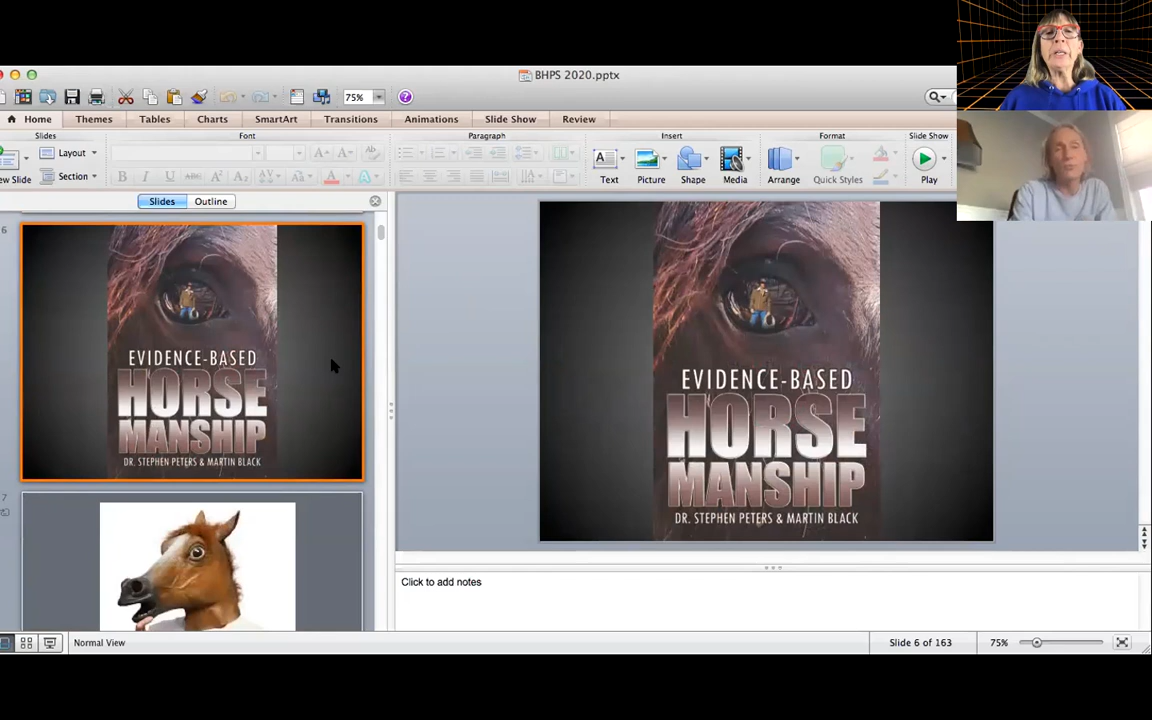 BHPS 2020.pptx
75%
Home
Themes
Tables
Charts
SmartArt
Transitions
Animations
Slide Show
Review
Slides
Font
Paragraph
Insert
Format
Slide Show
Layout
Section
Text
Picture
Shape
Media
Arrange
Quick Styles
Play
Slides
Outline
6
EVIDENCE-BASED
HORSE
MANSHIP
DR. STEPHEN PETERS & MARTIN BLACK
7
EVIDENCE-BASED
HORSE
MANSHIP
DR. STEPHEN PETERS & MARTIN BLACK
Click to add notes
Normal View
Slide 6 of 163
75%